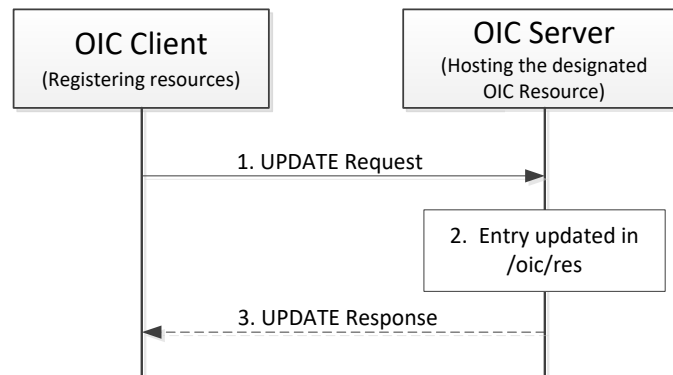 OIC Client
(Registering resources)
OIC Server
(Hosting the designated
OIC Resource)
1. UPDATE Request
2. Entry updated in
/oic/res
3. UPDATE Response